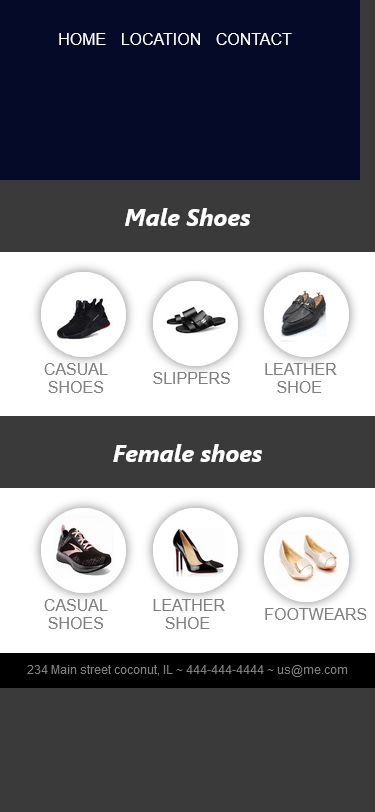 HOME LOCATION CONTACT
Male Shoes
CASUAL
SHOES
SLIPPERS
LEATHER
SHOE
Female shoes
CASUAL
SHOES
LEATHER
SHOE
FOOTWEARS
234 Main street coconut, IL ~ 444-444-4444 ~ us@me.com